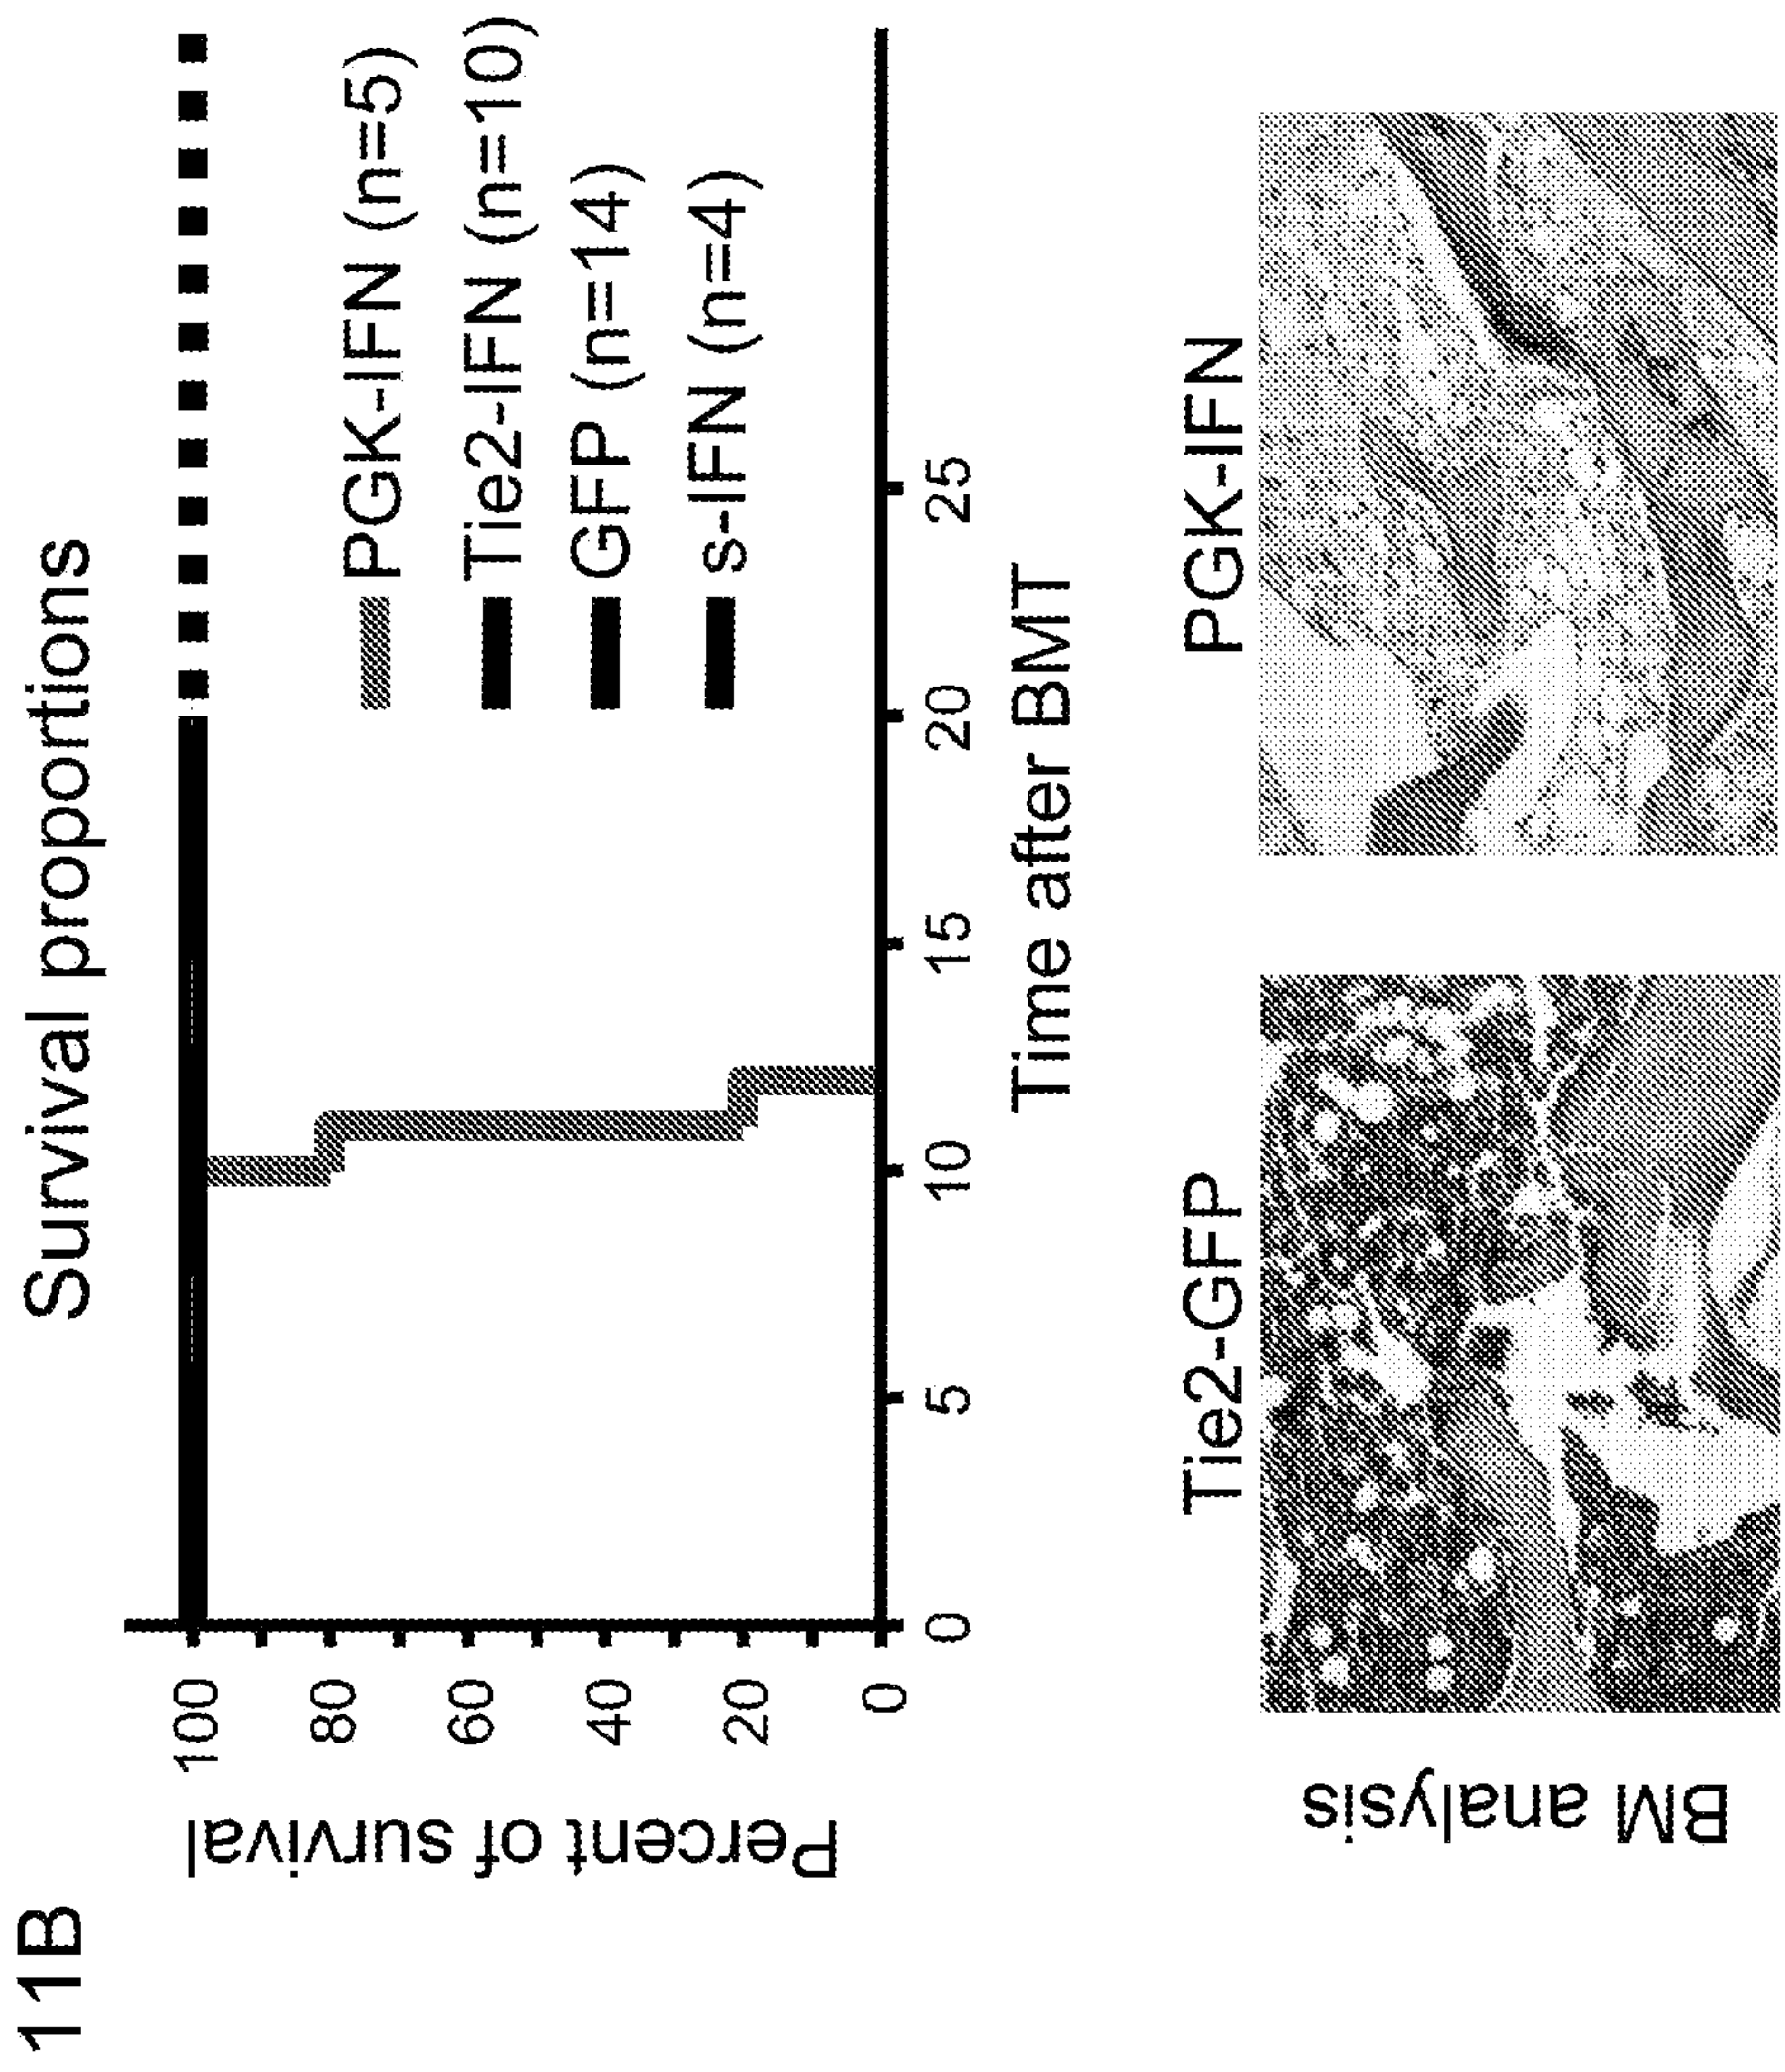 11B
Survival proportions
Percent of survival
100
80
60
40
20
0
PGK-IFN (n=5)
Tie2-IFN (n=10)
GFP (n=14)
s-IFN (n=4)
0 5 10 15 20 25
Time after BMT
BM analysis
Tie2-GFP
PGK-IFN